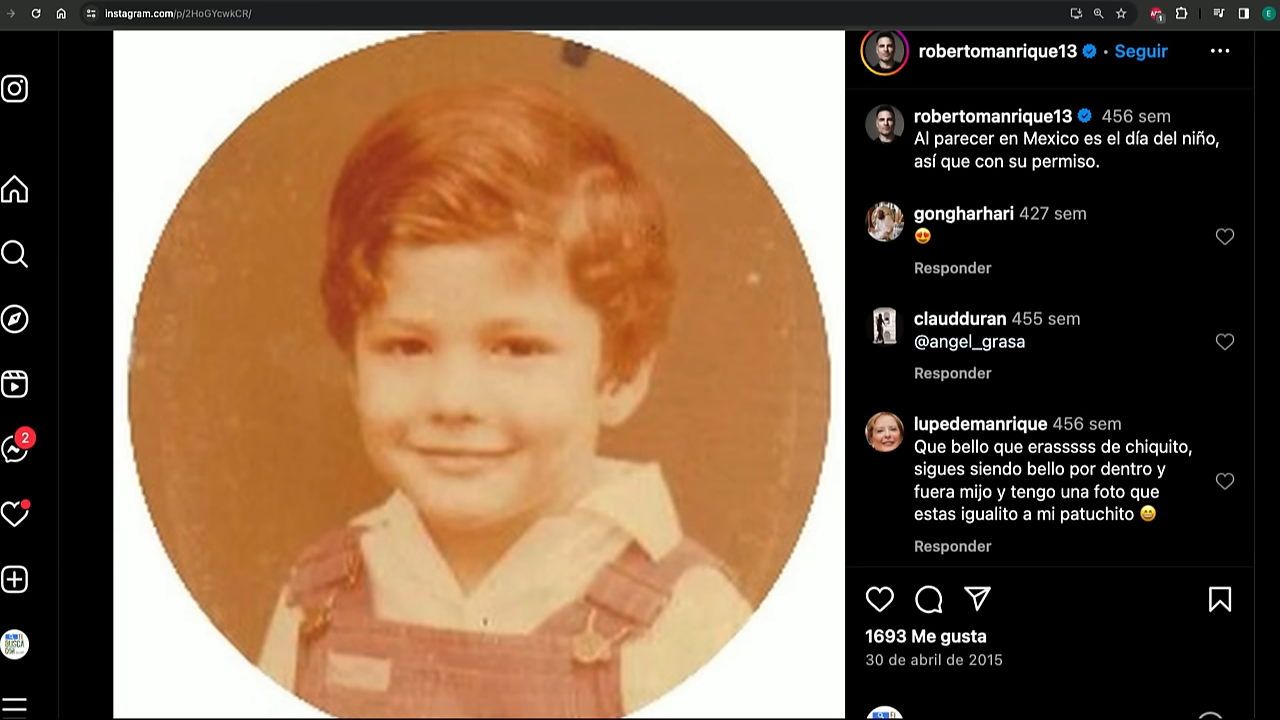 instagram.com/p/2HoGYcwkCR/
1
E
robertomanrique13 · Seguir
robertomanrique13 456 sem
Al parecer en Mexico es el día del niño,
así que con su permiso.
gongharhari 427 sem
😍
Responder
claudduran 455 sem
@angel_grasa
Responder
lupedemanrique 456 sem
Que bello que erasssss de chiquito,
sigues siendo bello por dentro y
fuera mijo y tengo una foto que
estas igualito a mi patuchito 😄
Responder
2
1693 Me gusta
30 de abril de 2015